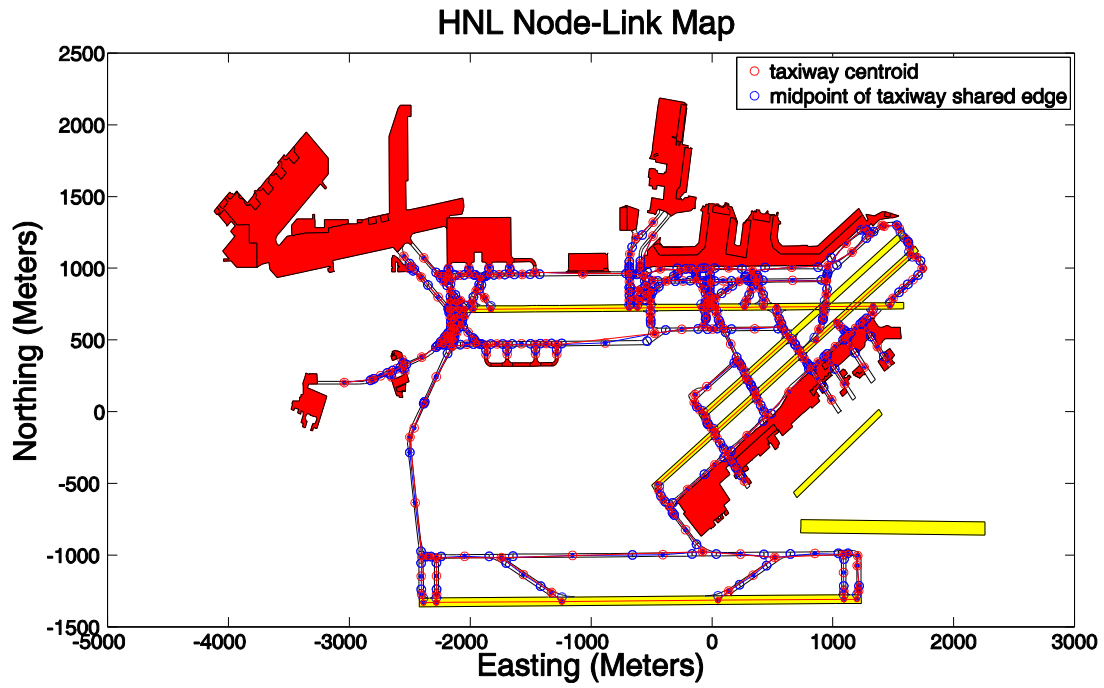 HNL Node-Link Map
taxiway centroid
midpoint of taxiway shared edge
Northing (Meters)
2500
2000
1500
1000
500
0
-500
-1000
-1500
-5000 -4000 -3000 -2000 -1000 0 1000 2000 3000
Easting (Meters)